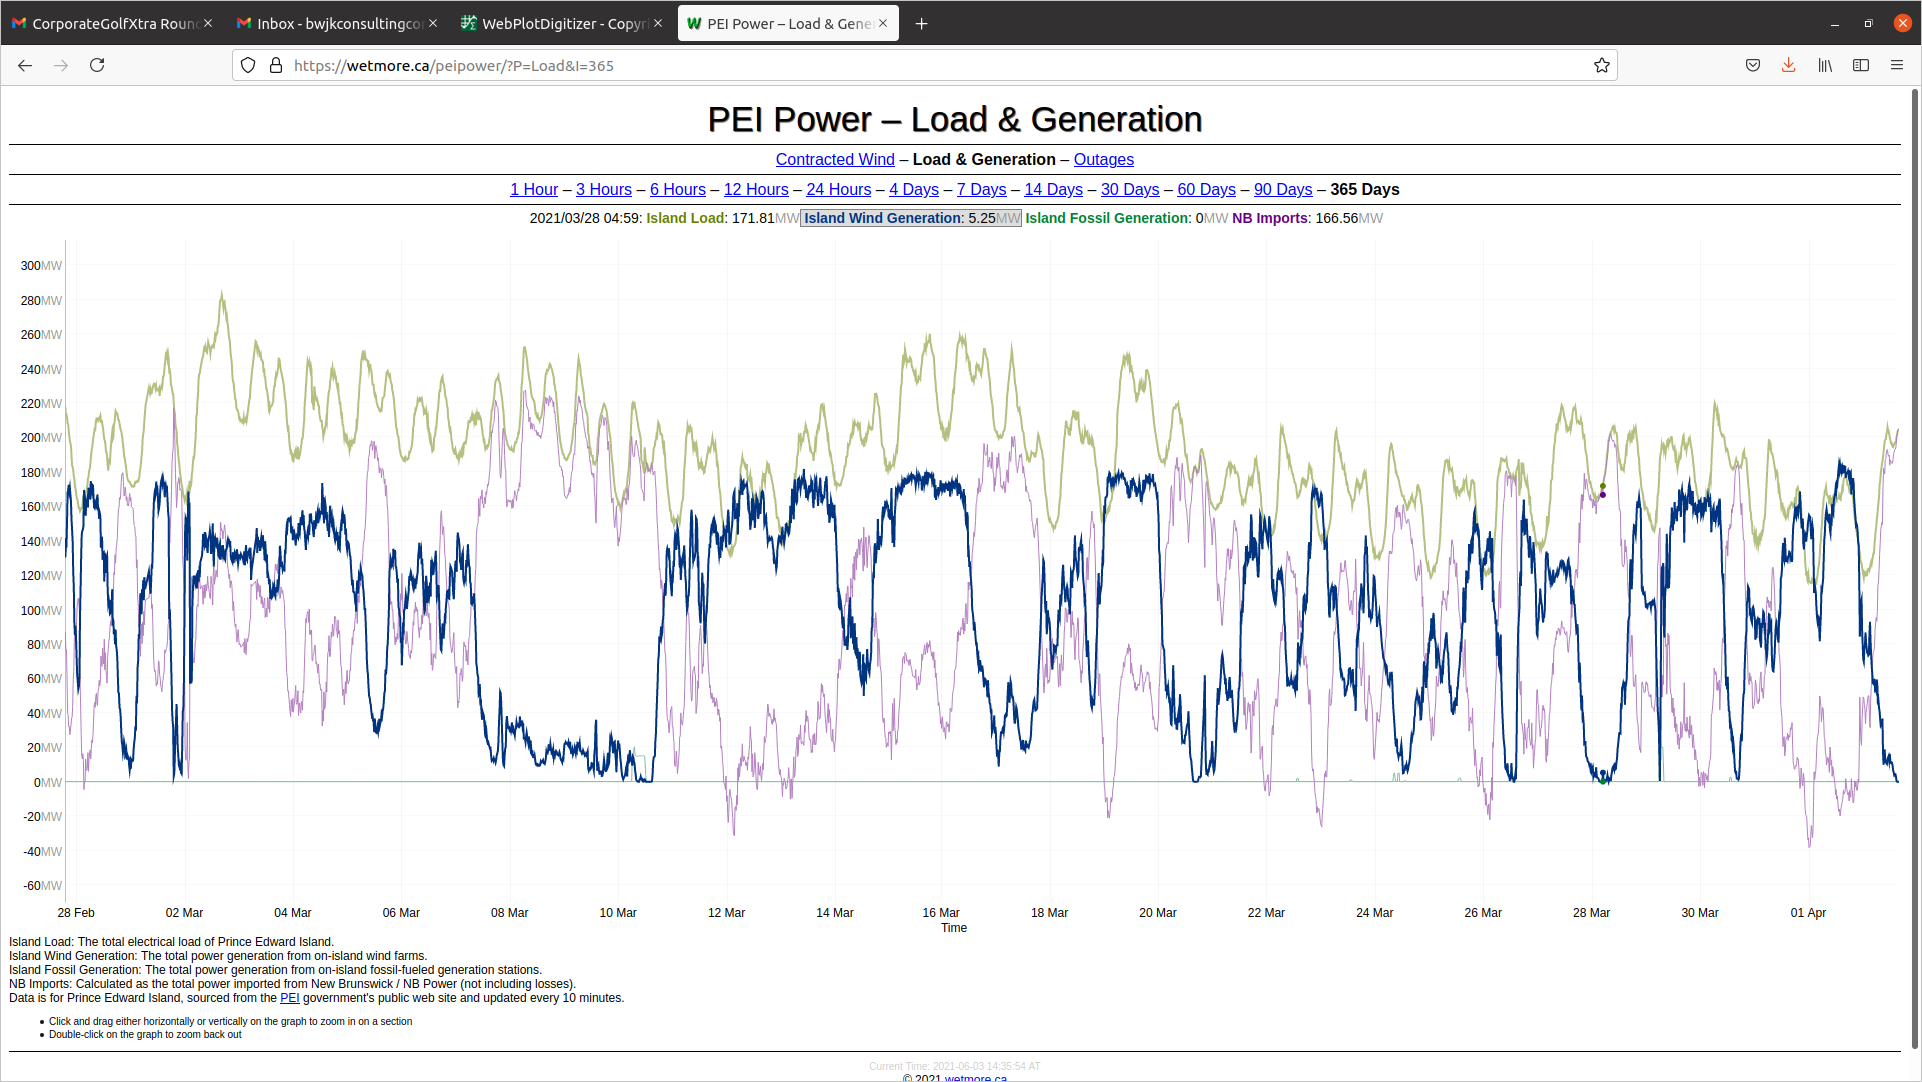 CorporateGolfXtra Roun
Inbox - bwjkconsultingco
WebPlotDigitizer - Copyr
PEI Power – Load & Gene
https://wetmore.ca/peipower/?P=Load&I=365
PEI Power – Load & Generation
Contracted Wind – Load & Generation – Outages
1 Hour – 3 Hours – 6 Hours – 12 Hours – 24 Hours – 4 Days – 7 Days – 14 Days – 30 Days – 60 Days – 90 Days – 365 Days
2021/03/28 04:59: Island Load: 171.81MW Island Wind Generation: 5.25MW Island Fossil Generation: 0MW NB Imports: 166.56MW
300MW
280MW
260MW
240MW
220MW
200MW
180MW
160MW
140MW
120MW
100MW
80MW
60MW
40MW
20MW
0MW
-20MW
-40MW
-60MW
28 Feb 02 Mar 04 Mar 06 Mar 08 Mar 10 Mar 12 Mar 14 Mar 16 Mar 18 Mar 20 Mar 22 Mar 24 Mar 26 Mar 28 Mar 30 Mar 01 Apr
Time
Island Load: The total electrical load of Prince Edward Island.
Island Wind Generation: The total power generation from on-island wind farms.
Island Fossil Generation: The total power generation from on-island fossil-fueled generation stations.
NB Imports: Calculated as the total power imported from New Brunswick / NB Power (not including losses).
Data is for Prince Edward Island, sourced from the PEI government's public web site and updated every 10 minutes.
• Click and drag either horizontally or vertically on the graph to zoom in on a section
• Double-click on the graph to zoom back out
Current Time: 2021-06-03 14:35:54 AT
© 2021 wetmore.ca